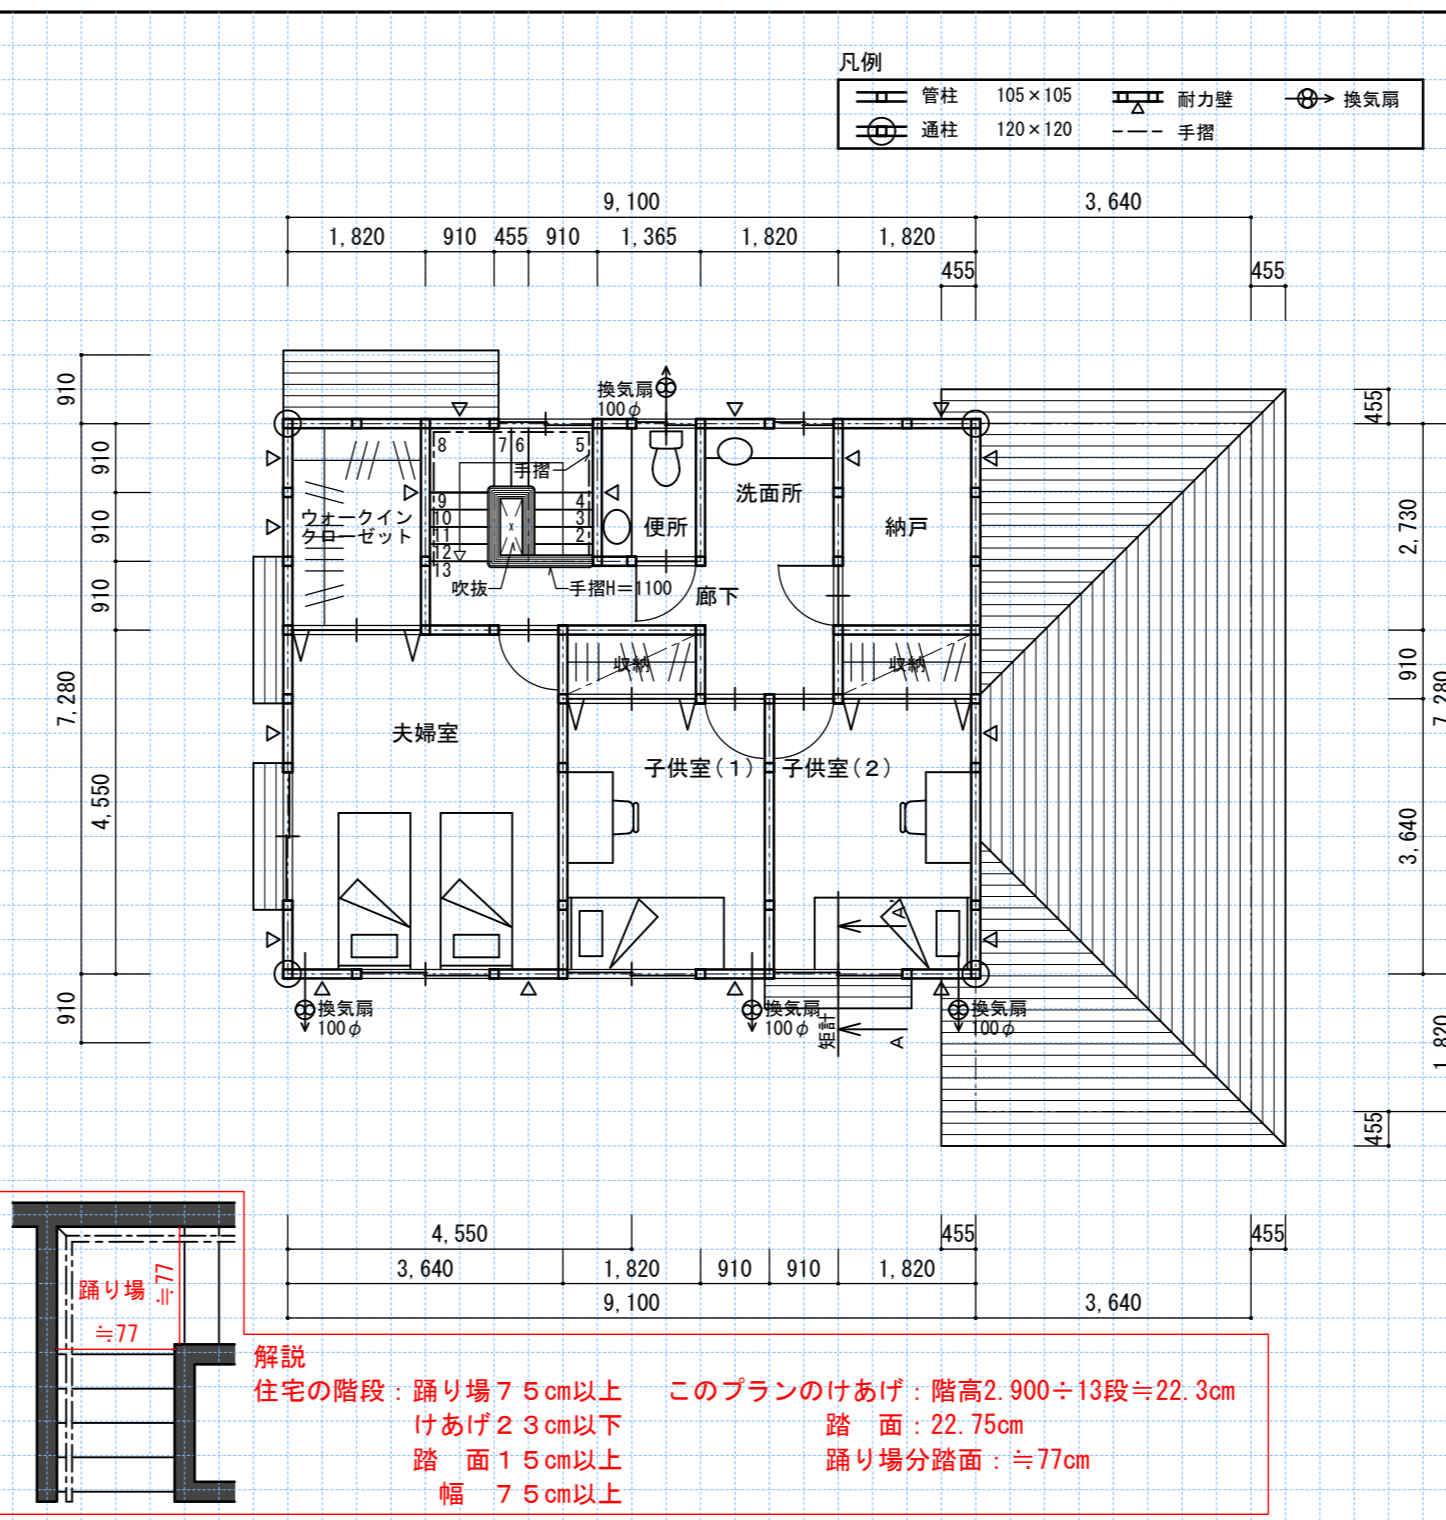 凡例
管柱 105×105 耐力壁 換気扇
通柱 120×120 手摺
9,100 3,640
1,820 910 455 910 1,365 1,820 1,820
455 455
910
910
910
910
7,280
4,550
910
455
2,730
910
7,280
3,640
1,820
455
換気扇
100φ
8 7 6 5
手摺
9 4
10 3
11 2
12
13
ウォークイン
クローゼット
吹抜
手摺H＝1100
便所
洗面所
納戸
廊下
収納
収納
夫婦室
子供室(１)
子供室(２)
A'
換気扇
100φ
換気扇
100φ
換気扇
100φ
矩計
A
4,550 455 455
3,640 1,820 910 910 1,820
9,100 3,640
踊り場
≒77
≒77
解説
住宅の階段：踊り場７５cm以上 このプランのけあげ：階高2.900÷13段≒22.3cm
けあげ２３cm以下 踏　面：22.75cm
踏　面１５cm以上 踊り場分踏面：≒77cm
幅　７５cm以上